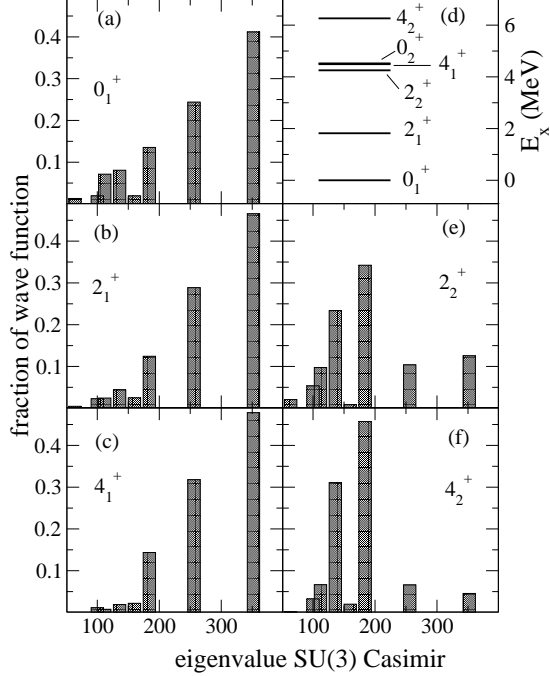 (a)
0.4
0.3
0.2
0.1
0₁⁺
(d)
4₂⁺
0₂⁺
4₁⁺
2₂⁺
2₁⁺
0₁⁺
6
4
2
0
Eₓ (MeV)
(b)
0.4
0.3
0.2
0.1
2₁⁺
(e)
2₂⁺
fraction of wave function
(c)
0.4
0.3
0.2
0.1
4₁⁺
(f)
4₂⁺
100 200 300 100 200 300
eigenvalue SU(3) Casimir